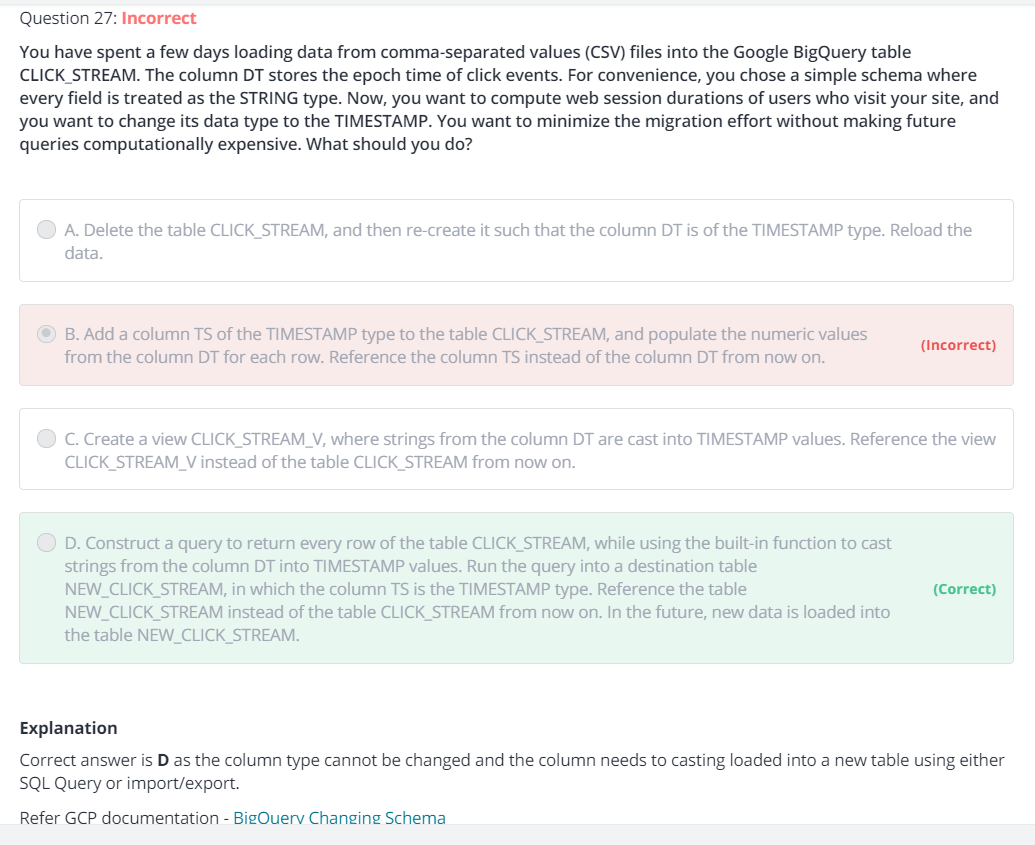 Question 27: Incorrect
You have spent a few days loading data from comma-separated values (CSV) files into the Google BigQuery table
CLICK_STREAM. The column DT stores the epoch time of click events. For convenience, you chose a simple schema where
every field is treated as the STRING type. Now, you want to compute web session durations of users who visit your site, and
you want to change its data type to the TIMESTAMP. You want to minimize the migration effort without making future
queries computationally expensive. What should you do?
A. Delete the table CLICK_STREAM, and then re-create it such that the column DT is of the TIMESTAMP type. Reload the
data.
B. Add a column TS of the TIMESTAMP type to the table CLICK_STREAM, and populate the numeric values
from the column DT for each row. Reference the column TS instead of the column DT from now on.
(Incorrect)
C. Create a view CLICK_STREAM_V, where strings from the column DT are cast into TIMESTAMP values. Reference the view
CLICK_STREAM_V instead of the table CLICK_STREAM from now on.
D. Construct a query to return every row of the table CLICK_STREAM, while using the built-in function to cast
strings from the column DT into TIMESTAMP values. Run the query into a destination table
NEW_CLICK_STREAM, in which the column TS is the TIMESTAMP type. Reference the table
NEW_CLICK_STREAM instead of the table CLICK_STREAM from now on. In the future, new data is loaded into
the table NEW_CLICK_STREAM.
(Correct)
Explanation
Correct answer is D as the column type cannot be changed and the column needs to casting loaded into a new table using either
SQL Query or import/export.
Refer GCP documentation - BigQuery Changing Schema